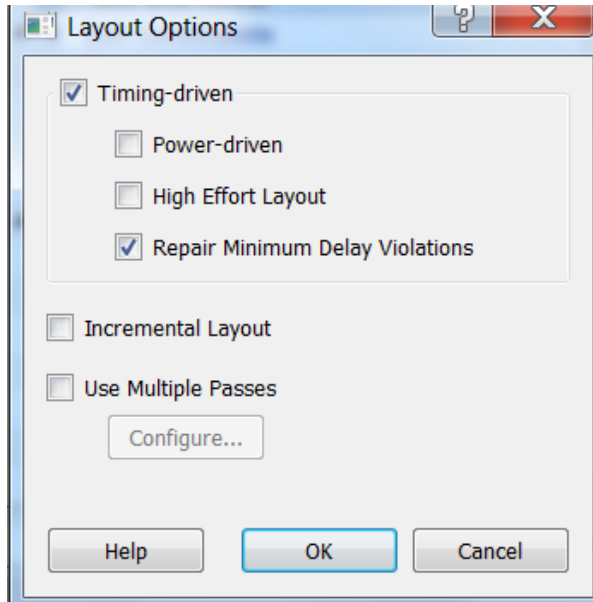 Layout Options
Timing-driven
Power-driven
High Effort Layout
Repair Minimum Delay Violations
Incremental Layout
Use Multiple Passes
Configure...
Help OK Cancel